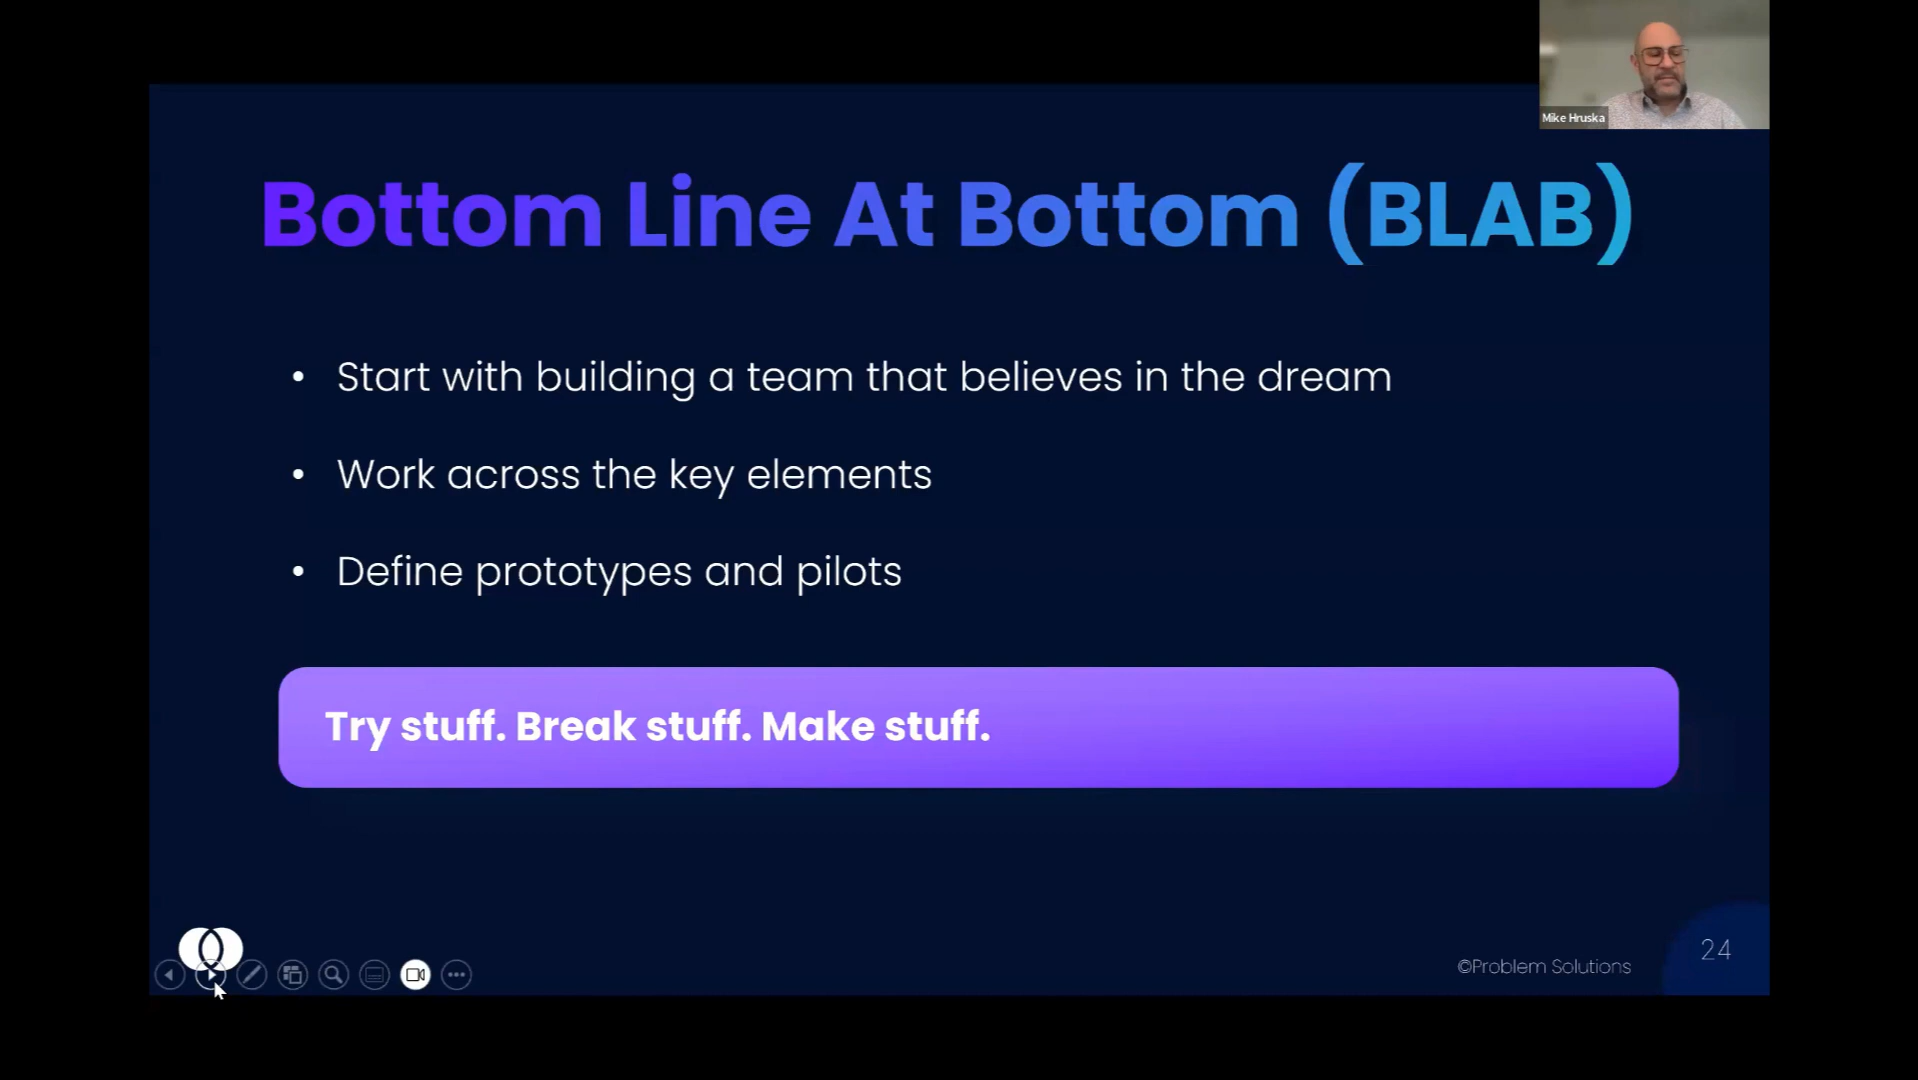 Mike Hruska
Bottom Line At Bottom (BLAB)
• Start with building a team that believes in the dream
• Work across the key elements
• Define prototypes and pilots
Try stuff. Break stuff. Make stuff.
©Problem Solutions
24